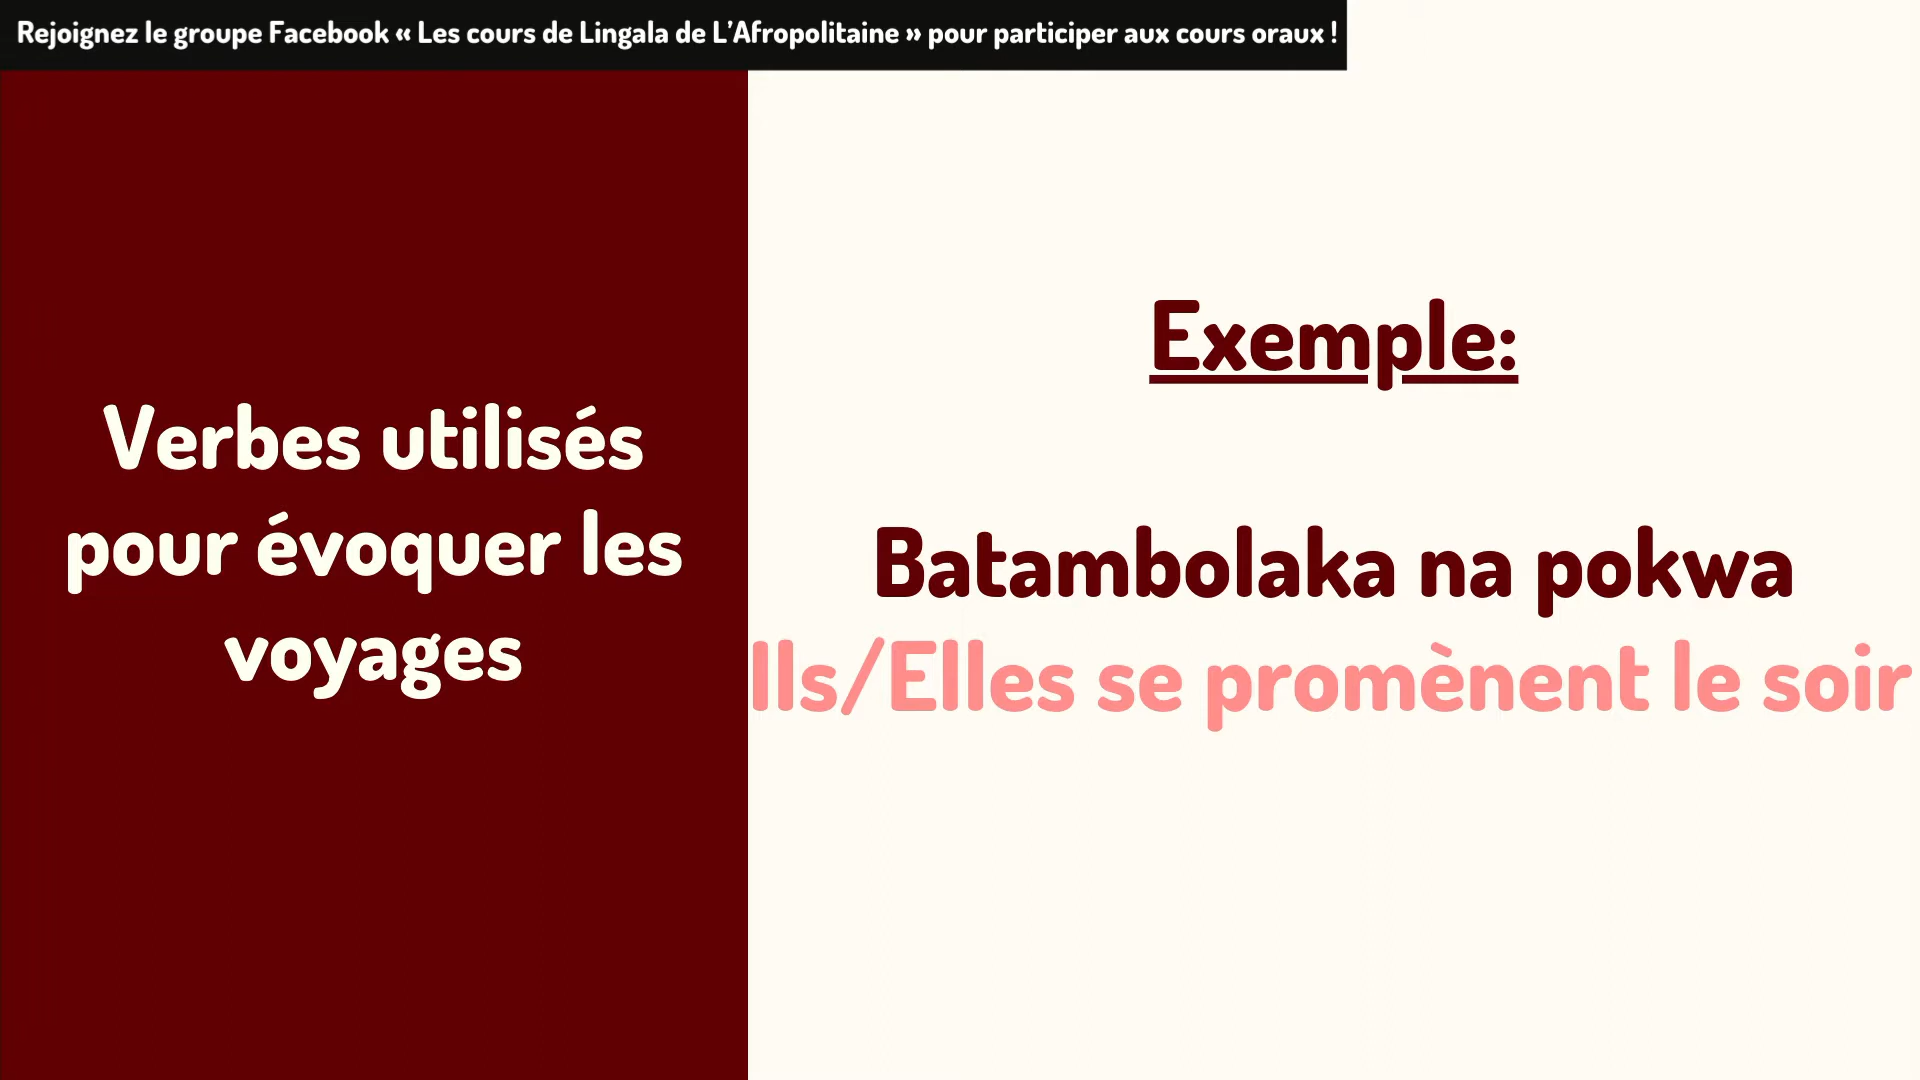 Rejoignez le groupe Facebook « Les cours de Lingala de L’Afropolitaine » pour participer aux cours oraux !
Verbes utilisés
pour évoquer les
voyages
Exemple:
Batambolaka na pokwa
Ils/Elles se promènent le soir